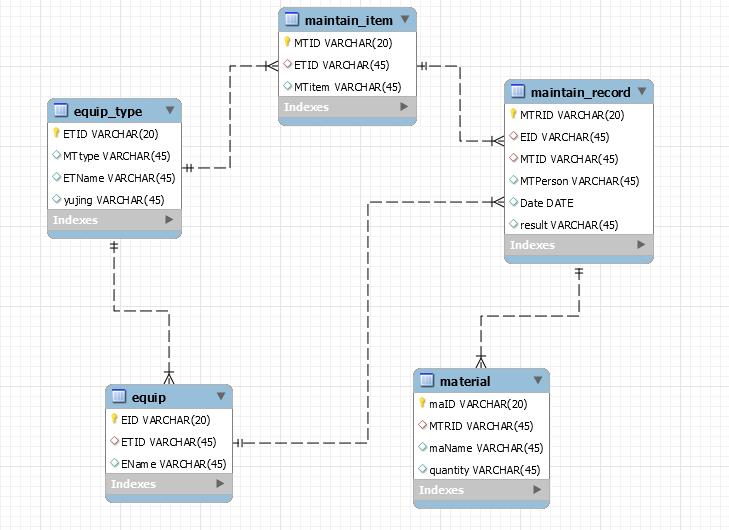 maintain_item
MTID VARCHAR(20)
ETID VARCHAR(45)
MTitem VARCHAR(45)
Indexes
maintain_record
MTRID VARCHAR(20)
EID VARCHAR(45)
MTID VARCHAR(45)
MTPerson VARCHAR(45)
Date DATE
result VARCHAR(45)
Indexes
equip_type
ETID VARCHAR(20)
MTtype VARCHAR(45)
ETName VARCHAR(45)
yujing VARCHAR(45)
Indexes
equip
EID VARCHAR(20)
ETID VARCHAR(45)
EName VARCHAR(45)
Indexes
material
maID VARCHAR(20)
MTRID VARCHAR(45)
maName VARCHAR(45)
quantity VARCHAR(45)
Indexes